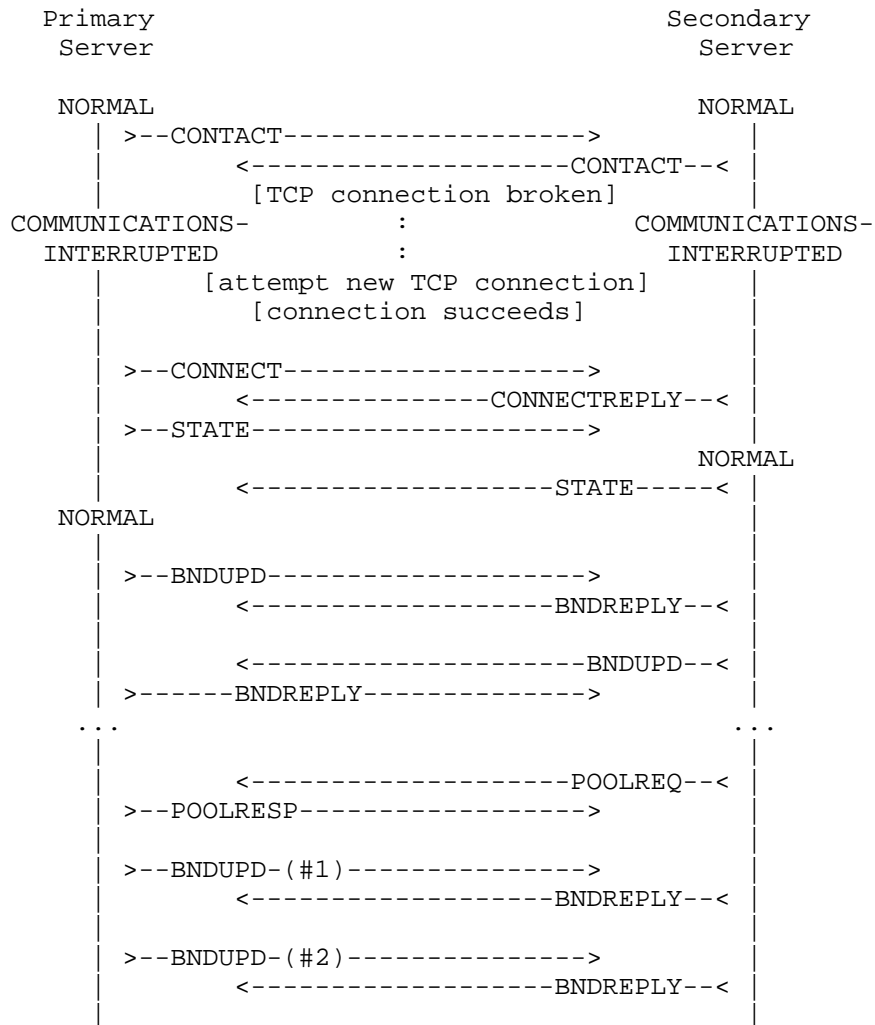 Primary                                Secondary
Server                                  Server
NORMAL                                  NORMAL
| >--CONTACT-------------------> |
| <--------------------CONTACT--< |
| [TCP connection broken] |
COMMUNICATIONS-          :              COMMUNICATIONS-
INTERRUPTED            :                INTERRUPTED
| [attempt new TCP connection] |
| [connection succeeds] |
| |
| >--CONNECT-------------------> |
| <---------------CONNECTREPLY--< |
| >--STATE---------------------> |
| NORMAL
| <-------------------STATE-----< |
NORMAL |
| |
| >--BNDUPD--------------------> |
| <-------------------BNDREPLY--< |
| |
| <---------------------BNDUPD--< |
| >------BNDREPLY--------------> |
...                                     ...
| |
| <--------------------POOLREQ--< |
| >--POOLRESP------------------> |
| |
| >--BNDUPD-(#1)---------------> |
| <-------------------BNDREPLY--< |
| |
| >--BNDUPD-(#2)---------------> |
| <-------------------BNDREPLY--< |
| |